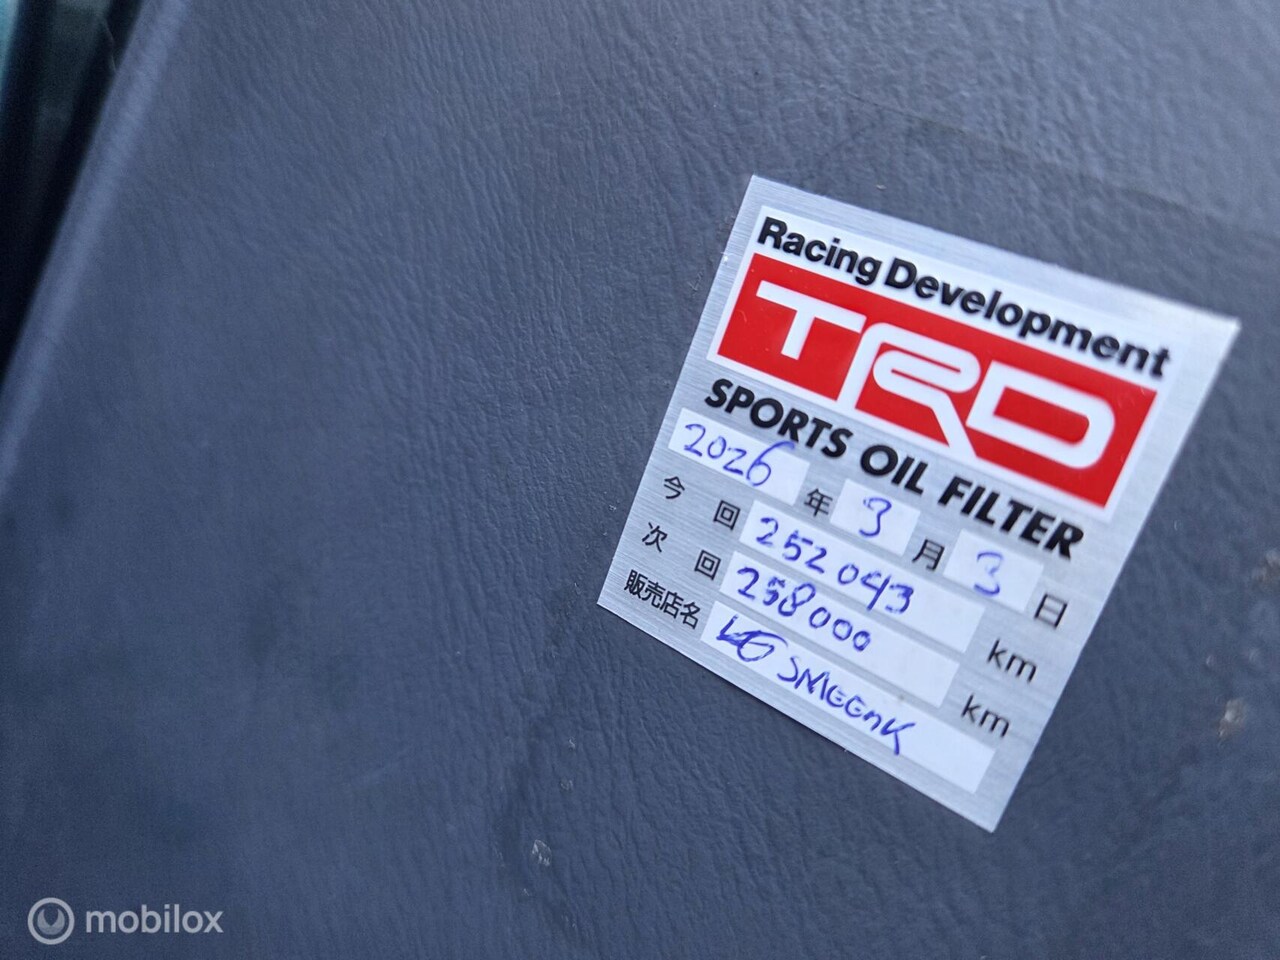 Racing Development
TRD
SPORTS OIL FILTER
2026 年 3 月 3 日
今回 252043 km
次回 258000 km
販売店名 SMEENK
mobilox